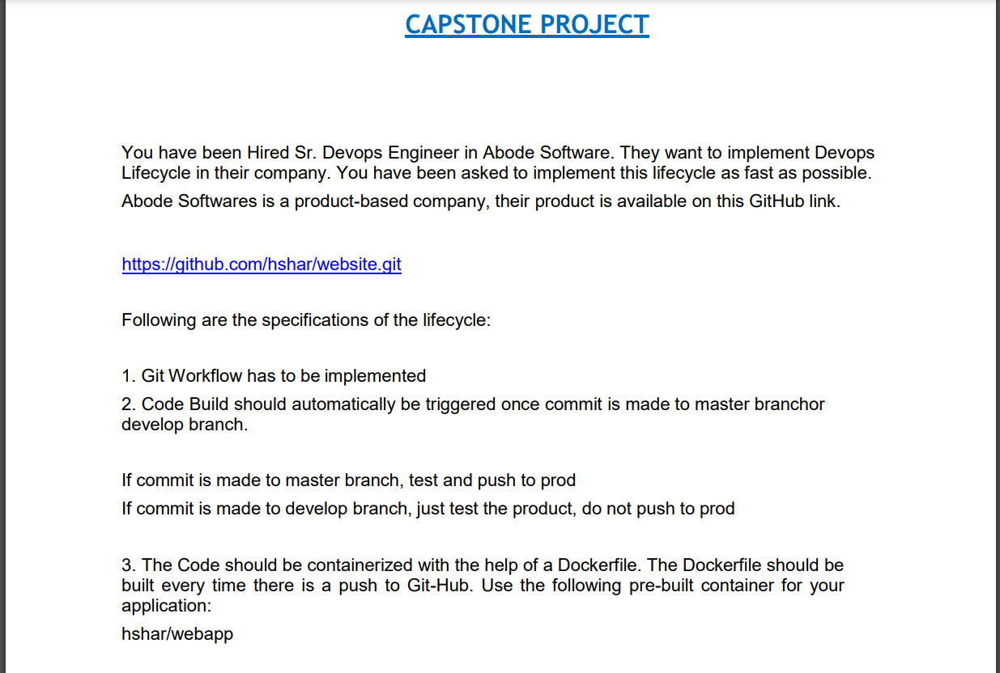 CAPSTONE PROJECT
You have been Hired Sr. Devops Engineer in Abode Software. They want to implement Devops
Lifecycle in their company. You have been asked to implement this lifecycle as fast as possible.
Abode Softwares is a product-based company, their product is available on this GitHub link.
https://github.com/hshar/website.git
Following are the specifications of the lifecycle:
1. Git Workflow has to be implemented
2. Code Build should automatically be triggered once commit is made to master branchor
develop branch.
If commit is made to master branch, test and push to prod
If commit is made to develop branch, just test the product, do not push to prod
3. The Code should be containerized with the help of a Dockerfile. The Dockerfile should be
built every time there is a push to Git-Hub. Use the following pre-built container for your
application:
hshar/webapp